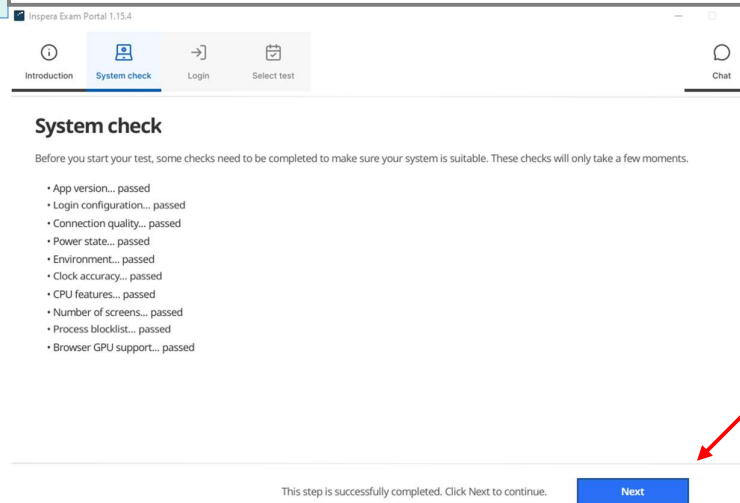 Inspera Exam Portal 1.15.4
Introduction
System check
Login
Select test
Chat
System check
Before you start your test, some checks need to be completed to make sure your system is suitable. These checks will only take a few moments.
• App version... passed
• Login configuration... passed
• Connection quality... passed
• Power state... passed
• Environment... passed
• Clock accuracy... passed
• CPU features... passed
• Number of screens... passed
• Process blocklist... passed
• Browser GPU support... passed
This step is successfully completed. Click Next to continue.
Next